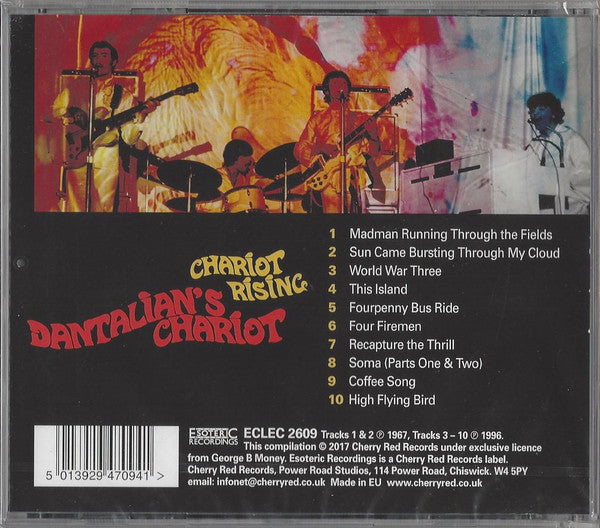 CHARIOT
RISING
DANTALIAN'S
CHARIOT
1 Madman Running Through the Fields
2 Sun Came Bursting Through My Cloud
3 World War Three
4 This Island
5 Fourpenny Bus Ride
6 Four Firemen
7 Recapture the Thrill
8 Soma (Parts One & Two)
9 Coffee Song
10 High Flying Bird
5 013929 470941 >
ESOTERIC
RECORDINGS
ECLEC 2609 Tracks 1 & 2 ℗ 1967, Tracks 3 – 10 ℗ 1996.
This compilation © 2017 Cherry Red Records under exclusive licence
from George B Money. Esoteric Recordings is a Cherry Red Records label.
Cherry Red Records, Power Road Studios, 114 Power Road, Chiswick. W4 5PY
email: infonet@cherryred.co.uk Made in EU www.cherryred.co.uk